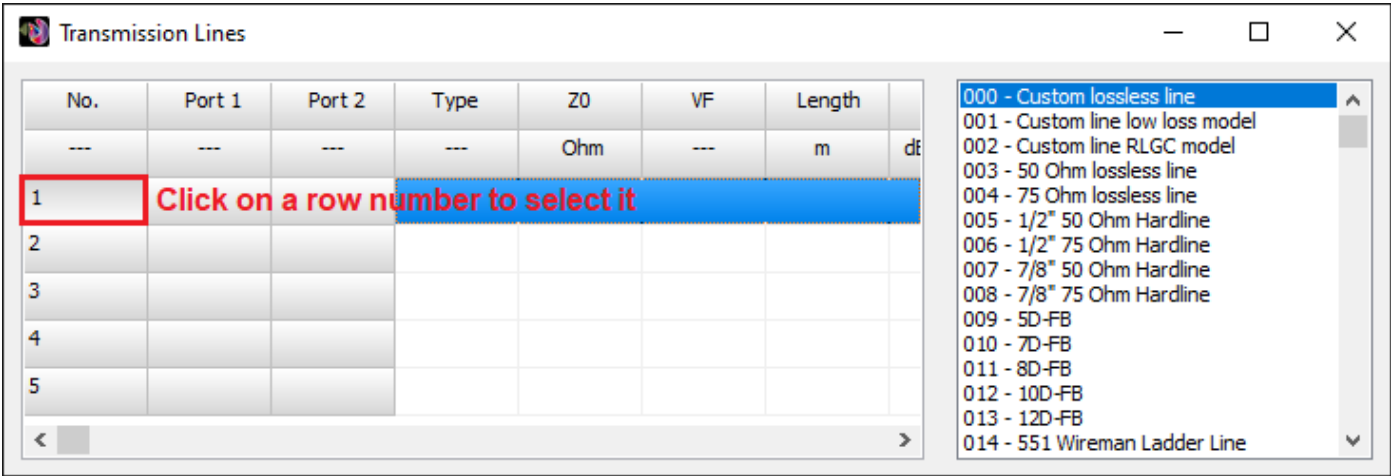 Transmission Lines
No. Port 1 Port 2 Type Z0 VF Length
--- --- --- --- Ohm --- m dB
1 Click on a row number to select it
2
3
4
5
000 - Custom lossless line
001 - Custom line low loss model
002 - Custom line RLGC model
003 - 50 Ohm lossless line
004 - 75 Ohm lossless line
005 - 1/2" 50 Ohm Hardline
006 - 1/2" 75 Ohm Hardline
007 - 7/8" 50 Ohm Hardline
008 - 7/8" 75 Ohm Hardline
009 - 5D-FB
010 - 7D-FB
011 - 8D-FB
012 - 10D-FB
013 - 12D-FB
014 - 551 Wireman Ladder Line